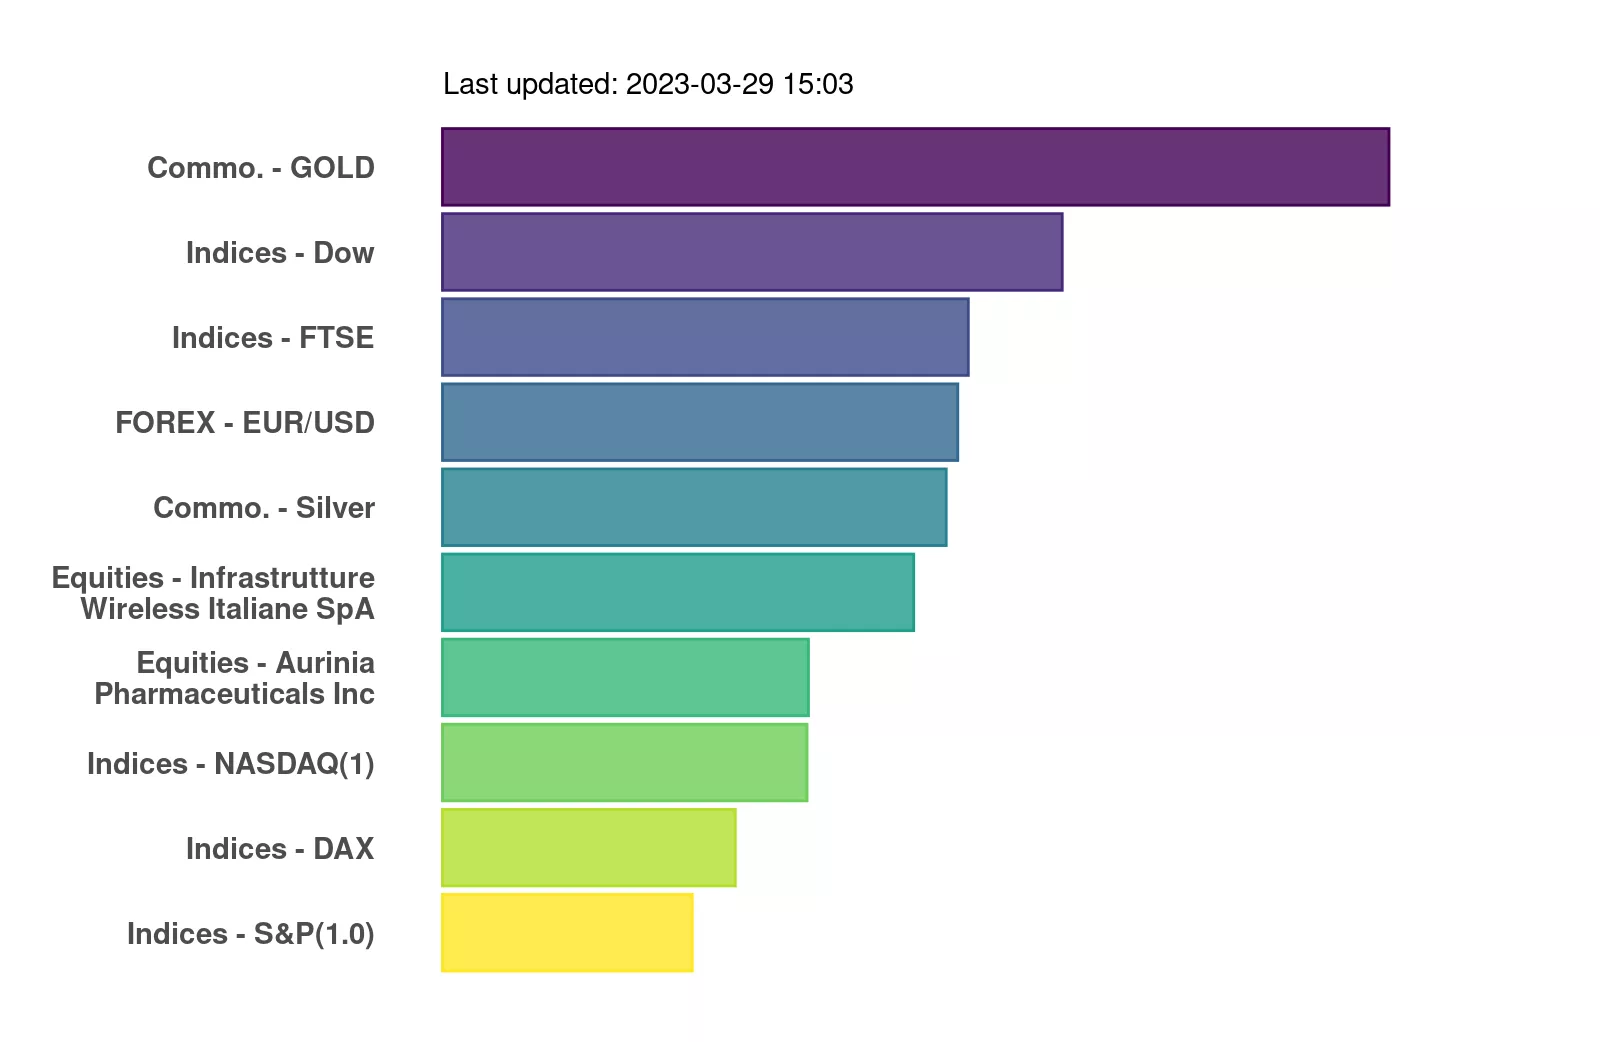 Last updated: 2023-03-29 15:03
Commo. - GOLD
Indices - Dow
Indices - FTSE
FOREX - EUR/USD
Commo. - Silver
Equities - Infrastrutture
Wireless Italiane SpA
Equities - Aurinia
Pharmaceuticals Inc
Indices - NASDAQ(1)
Indices - DAX
Indices - S&P(1.0)